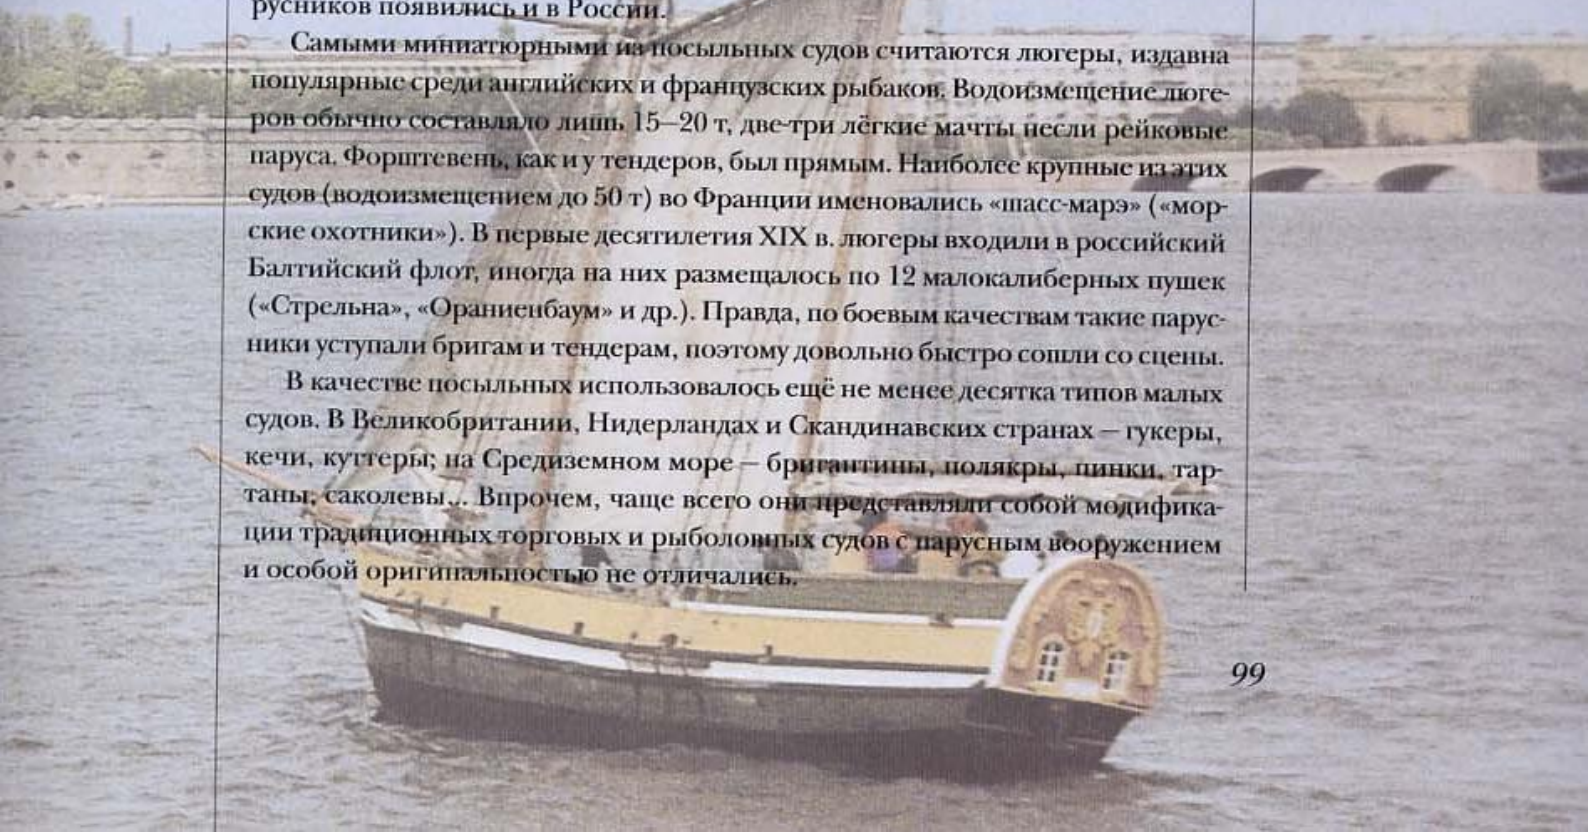 русников появились и в России.
Самыми миниатюрными из посыльных судов считаются люгеры, издавна
популярные среди английских и французских рыбаков. Водоизмещение люге-
ров обычно составляло лишь 15–20 т, две-три лёгкие мачты несли рейковые
паруса. Форштевень, как и у тендеров, был прямым. Наиболее крупные из этих
судов (водоизмещением до 50 т) во Франции именовались «шасс-марэ» («мор-
ские охотники»). В первые десятилетия XIX в. люгеры входили в российский
Балтийский флот, иногда на них размещалось по 12 малокалиберных пушек
(«Стрельна», «Ораниенбаум» и др.). Правда, по боевым качествам такие парус-
ники уступали бригам и тендерам, поэтому довольно быстро сошли со сцены.
В качестве посыльных использовалось ещё не менее десятка типов малых
судов. В Великобритании, Нидерландах и Скандинавских странах – гукеры,
кечи, куттеры; на Средиземном море – бригантины, полякры, пинки, тар-
таны, саколевы... Впрочем, чаще всего они представляли собой модифика-
ции традиционных торговых и рыболовных судов с парусным вооружением
и особой оригинальностью не отличались.
99